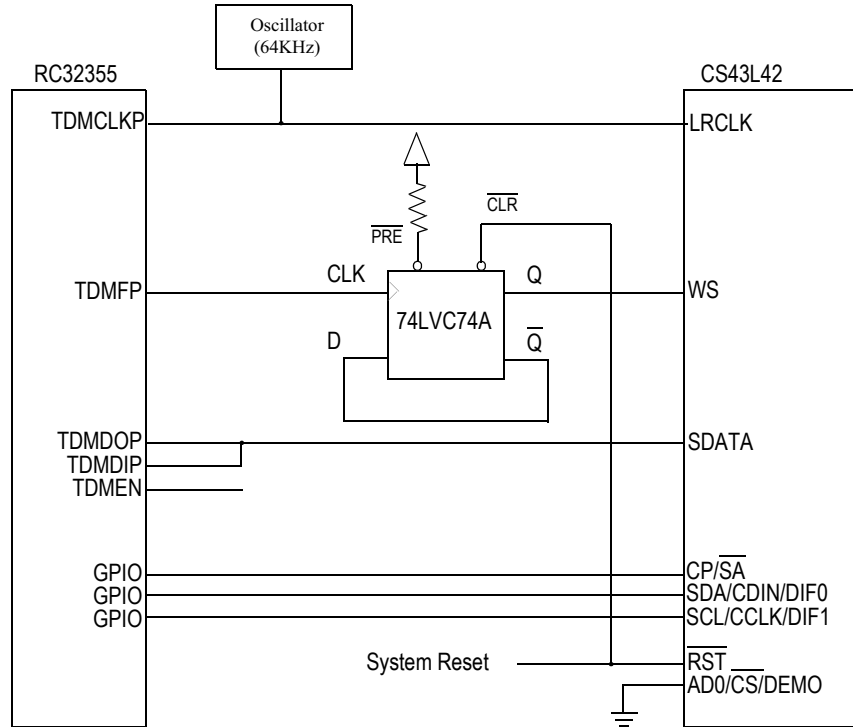 Oscillator
(64KHz)
RC32355
CS43L42
TDMCLKP
LRCLK
CLR
PRE
CLK
Q
TDMFP
WS
74LVC74A
D
Q
TDMDOP
SDATA
TDMDIP
TDMEN
GPIO
CP/SA
GPIO
SDA/CDIN/DIF0
GPIO
SCL/CCLK/DIF1
System Reset
RST
AD0/CS/DEMO